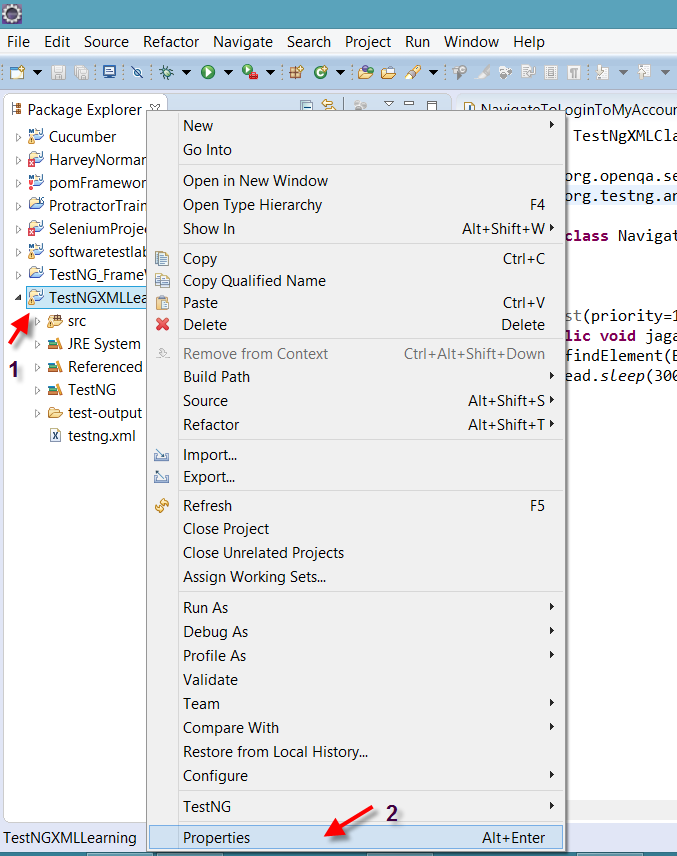 File Edit Source Refactor Navigate Search Project Run Window Help
Package Explorer
Cucumber
HarveyNorman
pomFramewor
ProtractorTrain
SeleniumProje
softwaretestlab
TestNG_Frame
TestNGXMLLea
src
JRE System
Referenced
TestNG
test-output
testng.xml
1
New
Go Into
Open in New Window
Open Type Hierarchy F4
Show In Alt+Shift+W
Copy Ctrl+C
Copy Qualified Name
Paste Ctrl+V
Delete Delete
Remove from Context Ctrl+Alt+Shift+Down
Build Path
Source Alt+Shift+S
Refactor Alt+Shift+T
Import...
Export...
Refresh F5
Close Project
Close Unrelated Projects
Assign Working Sets...
Run As
Debug As
Profile As
Validate
Team
Compare With
Restore from Local History...
Configure
TestNG
Properties Alt+Enter
2
NavigateToLoginToMyAccou
TestNgXMLCla
org.openqa.se
org.testng.an
class Navigat
st(priority=1
lic void jaga
findElement(B
ead.sleep(300
TestNGXMLLearning